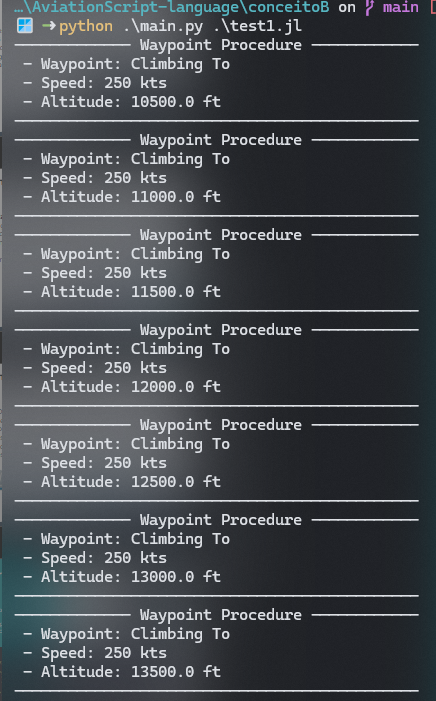 …\AviationScript-language\conceitoB on main
python .\main.py .\test1.jl
Waypoint Procedure
- Waypoint: Climbing To
- Speed: 250 kts
- Altitude: 10500.0 ft
Waypoint Procedure
- Waypoint: Climbing To
- Speed: 250 kts
- Altitude: 11000.0 ft
Waypoint Procedure
- Waypoint: Climbing To
- Speed: 250 kts
- Altitude: 11500.0 ft
Waypoint Procedure
- Waypoint: Climbing To
- Speed: 250 kts
- Altitude: 12000.0 ft
Waypoint Procedure
- Waypoint: Climbing To
- Speed: 250 kts
- Altitude: 12500.0 ft
Waypoint Procedure
- Waypoint: Climbing To
- Speed: 250 kts
- Altitude: 13000.0 ft
Waypoint Procedure
- Waypoint: Climbing To
- Speed: 250 kts
- Altitude: 13500.0 ft